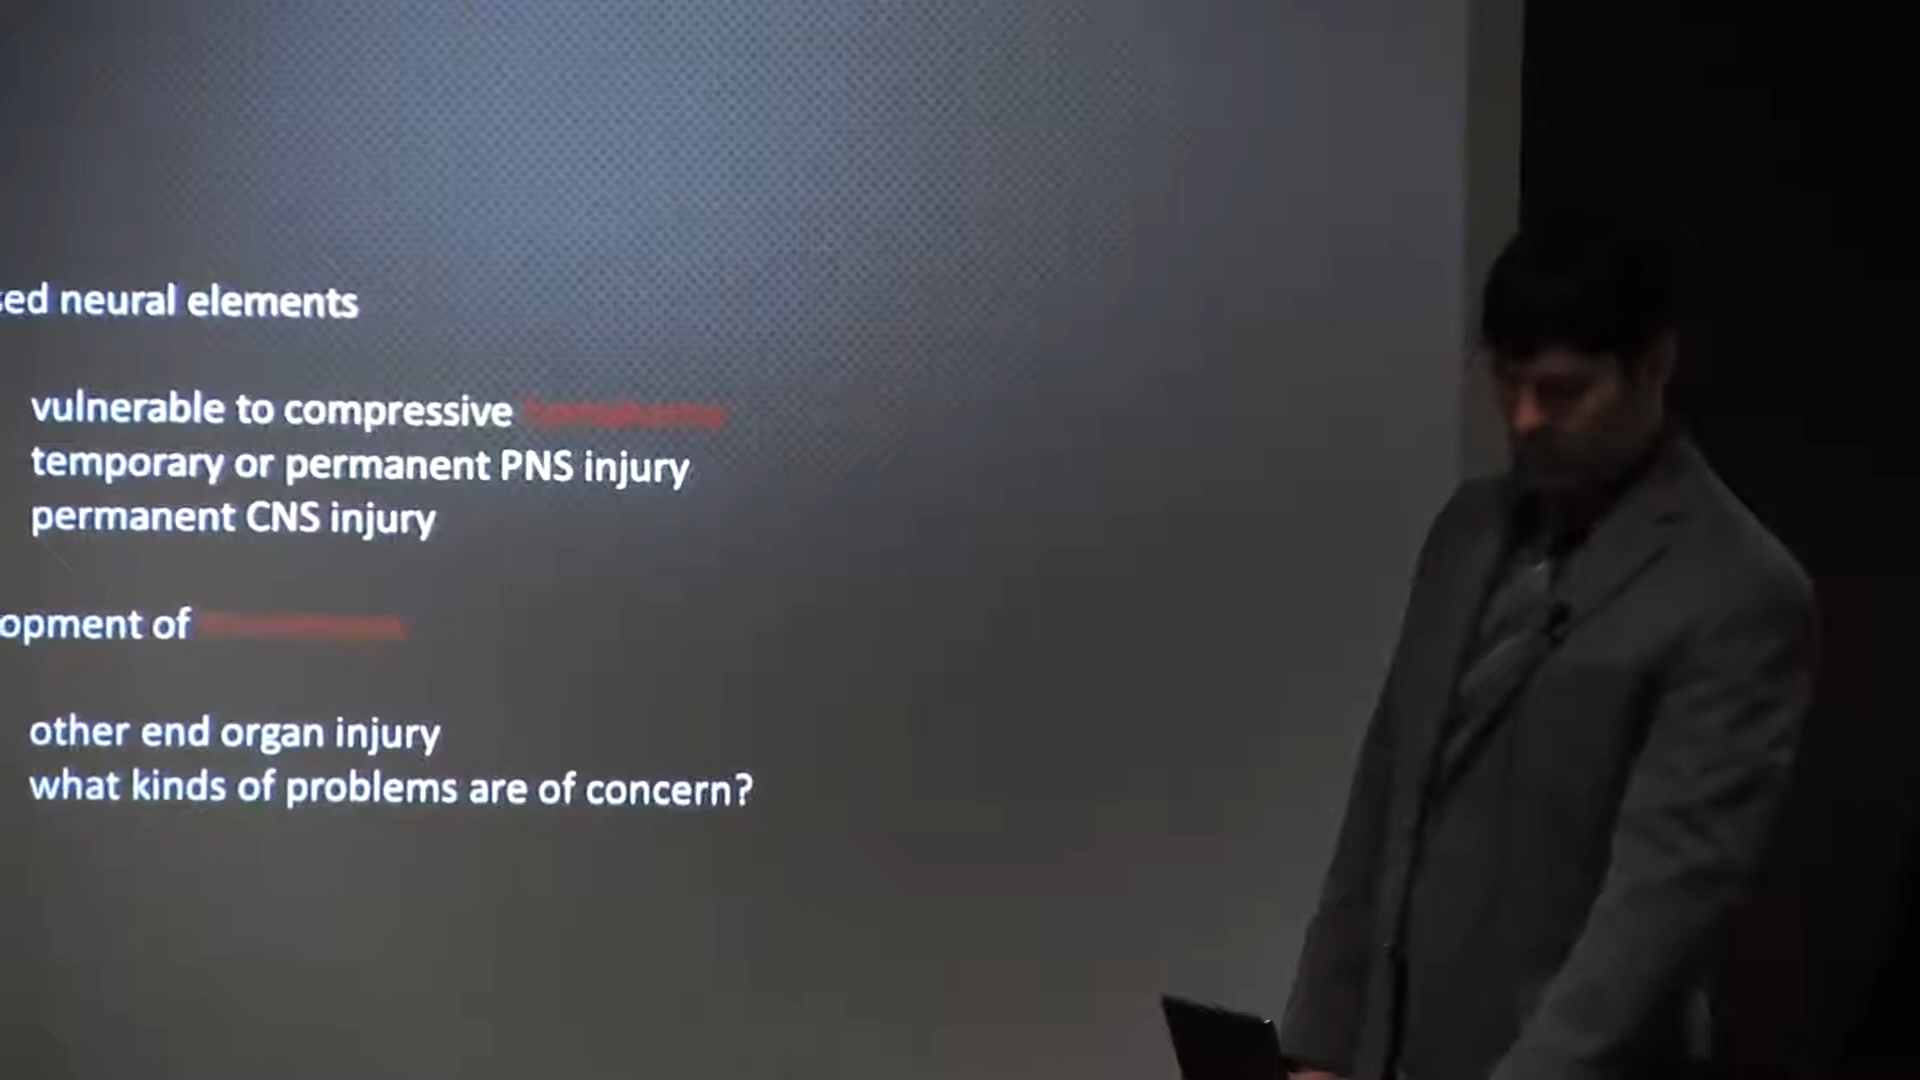 sed neural elements
vulnerable to compressive
temporary or permanent PNS injury
permanent CNS injury
opment of
other end organ injury
what kinds of problems are of concern?